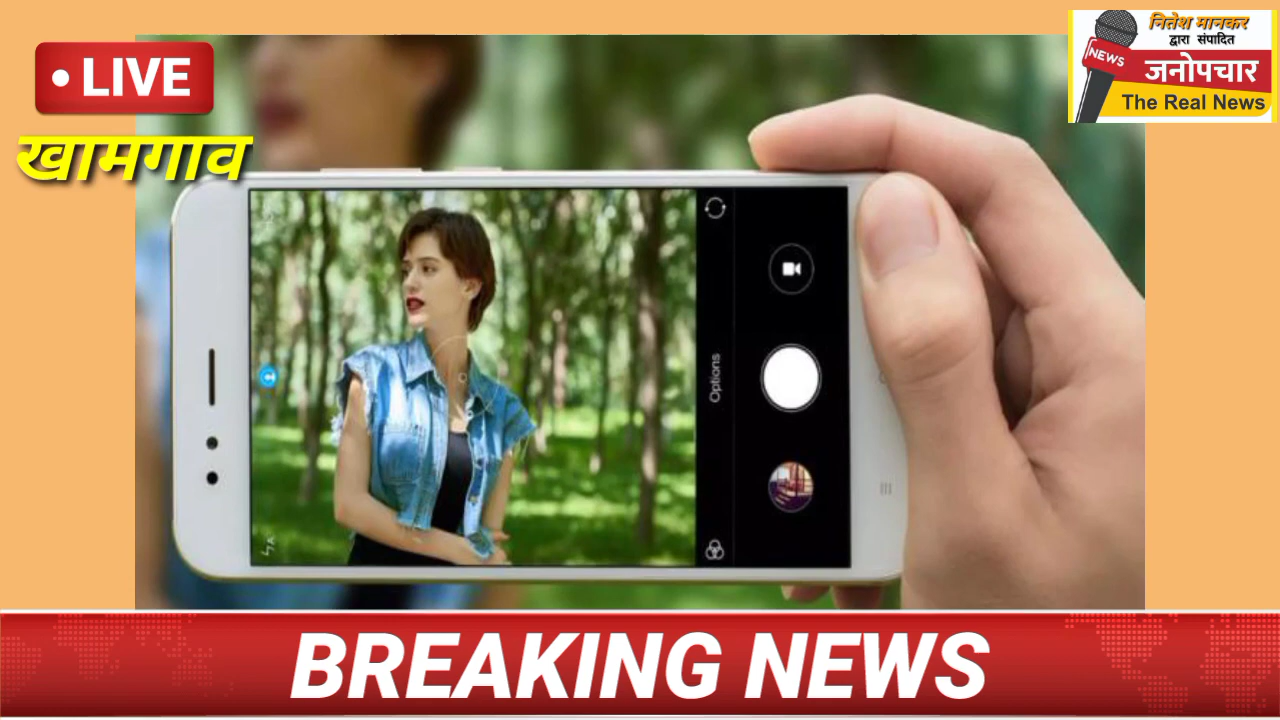 LIVE
खामगाव
नितेश मानकर
द्वारा संपादित
NEWS
जनोपचार
The Real News
Options
BREAKING NEWS